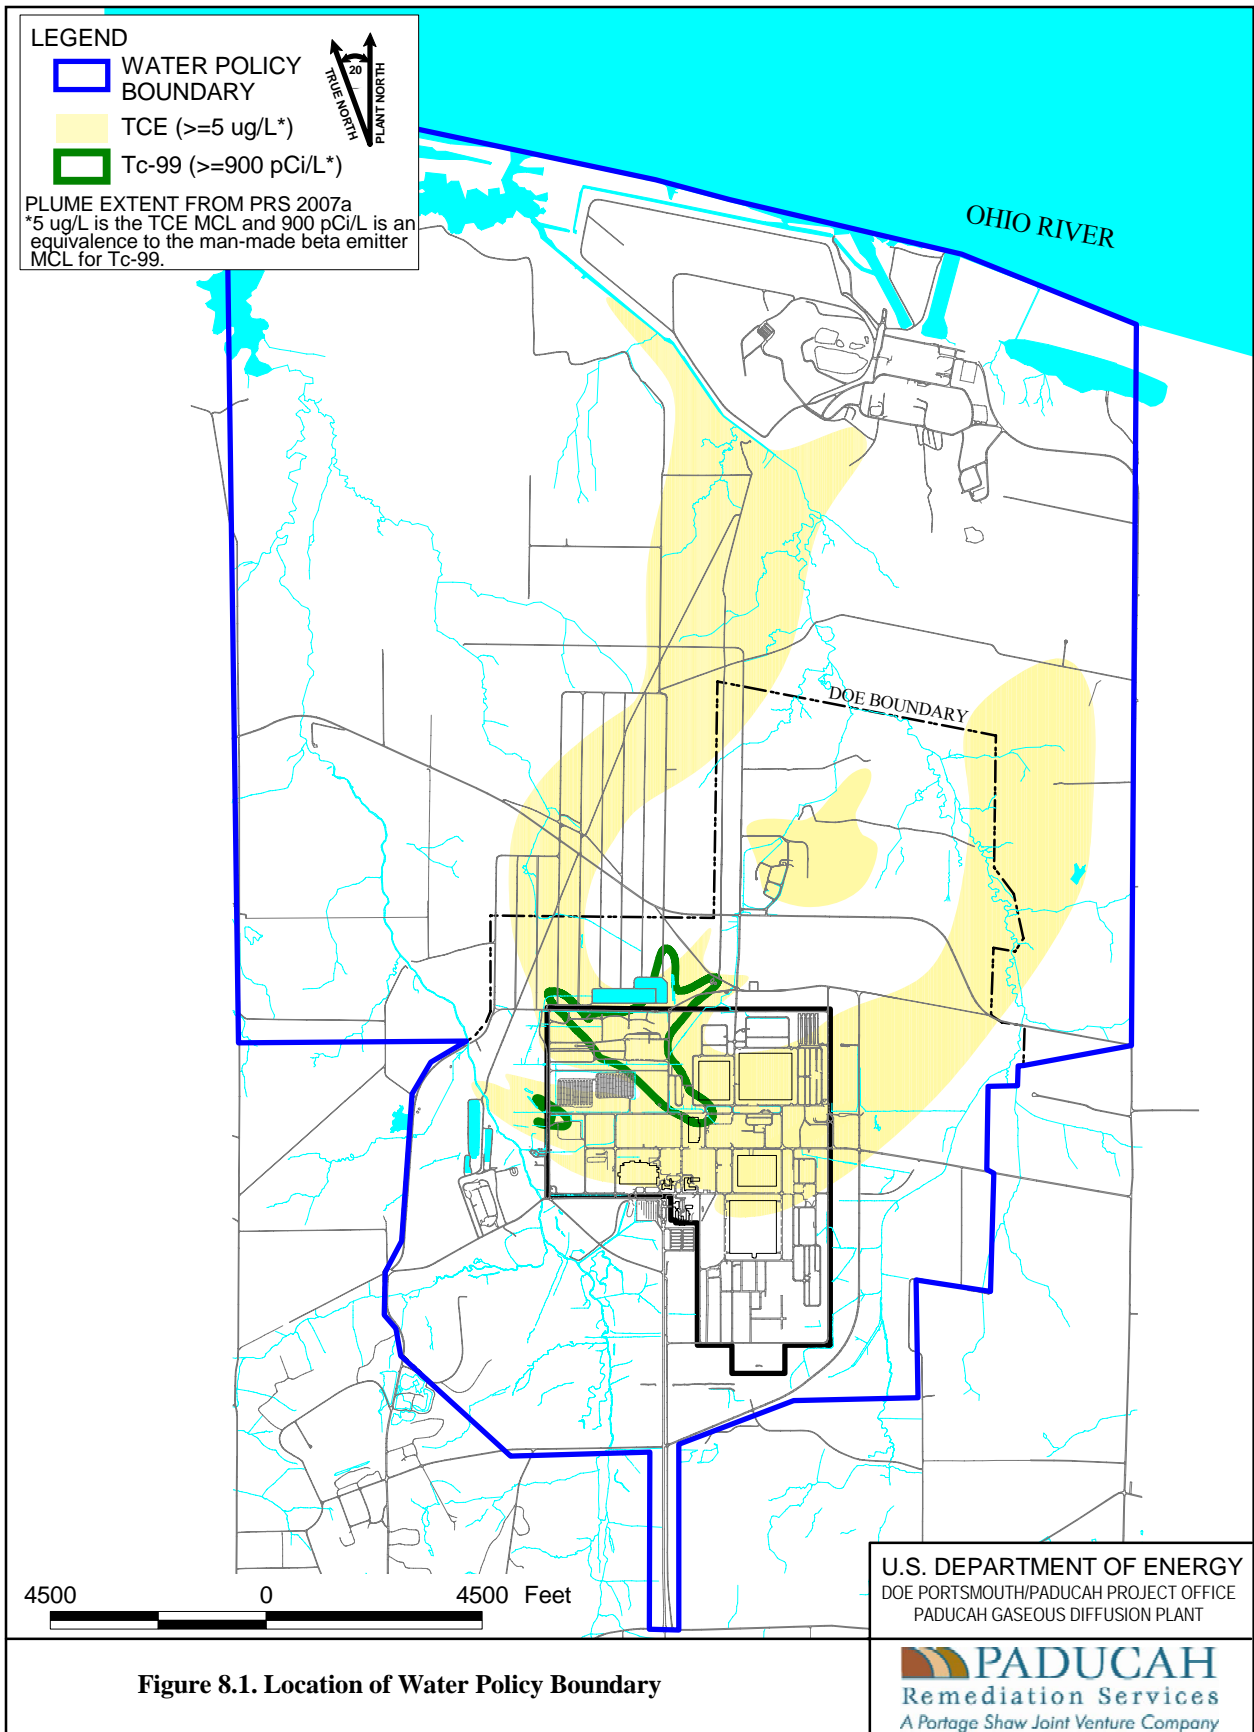 LEGEND
WATER POLICY
BOUNDARY
TCE (>=5 ug/L*)
Tc-99 (>=900 pCi/L*)
PLUME EXTENT FROM PRS 2007a
*5 ug/L is the TCE MCL and 900 pCi/L is an
equivalence to the man-made beta emitter
MCL for Tc-99.
20
TRUE NORTH
PLANT NORTH
OHIO RIVER
DOE BOUNDARY
4500 0 4500 Feet
U.S. DEPARTMENT OF ENERGY
DOE PORTSMOUTH/PADUCAH PROJECT OFFICE
PADUCAH GASEOUS DIFFUSION PLANT
Figure 8.1. Location of Water Policy Boundary
PADUCAH
Remediation Services
A Portage Shaw Joint Venture Company